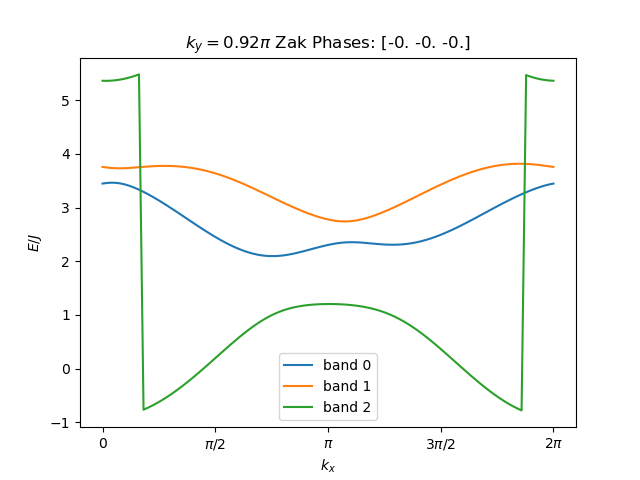 k_y = 0.92π Zak Phases: [-0. -0. -0.]
E/J
5
4
3
2
1
0
−1
0 π/2 π 3π/2 2π
k_x
band 0
band 1
band 2